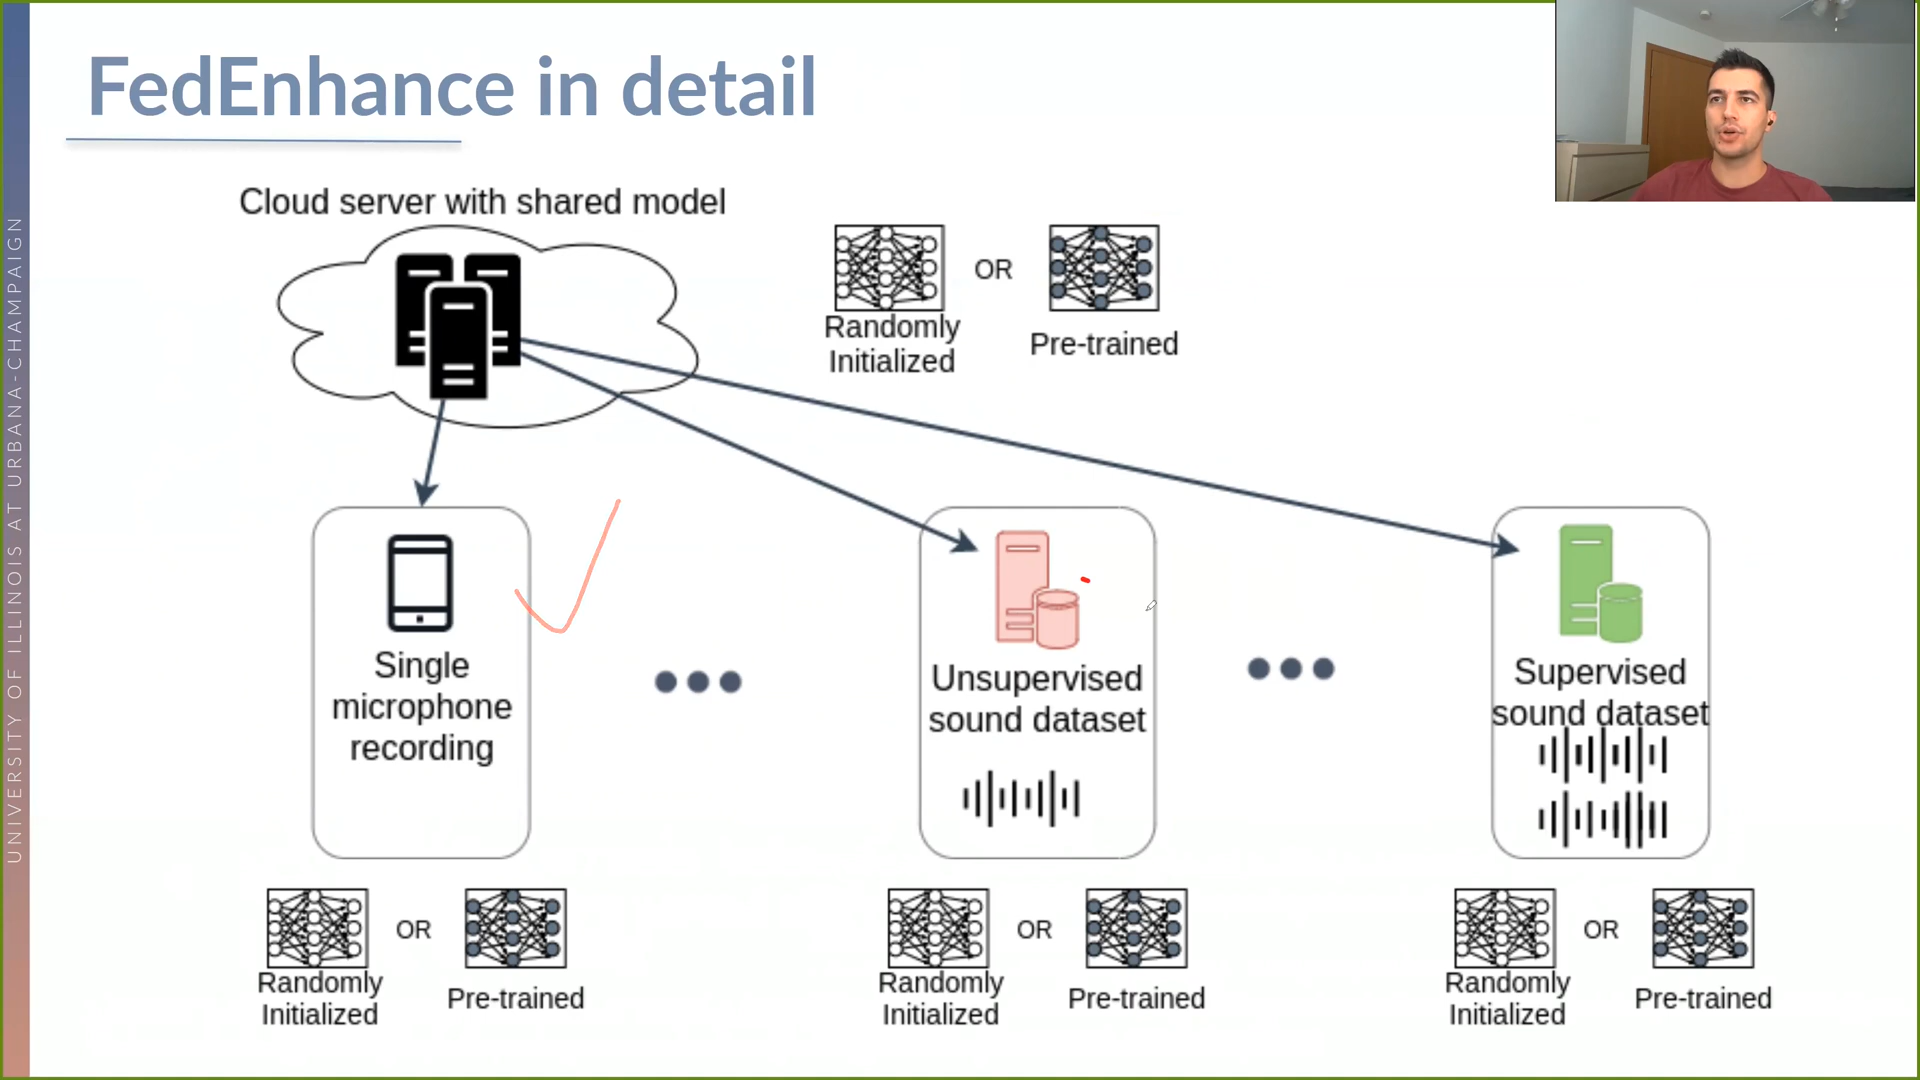 FedEnhance in detail
Cloud server with shared model
OR
Randomly
Initialized
Pre-trained
Single
microphone
recording
Unsupervised
sound dataset
Supervised
sound dataset
OR
Randomly
Initialized
Pre-trained
OR
Randomly
Initialized
Pre-trained
OR
Randomly
Initialized
Pre-trained
UNIVERSITY OF ILLINOIS AT URBANA-CHAMPAIGN